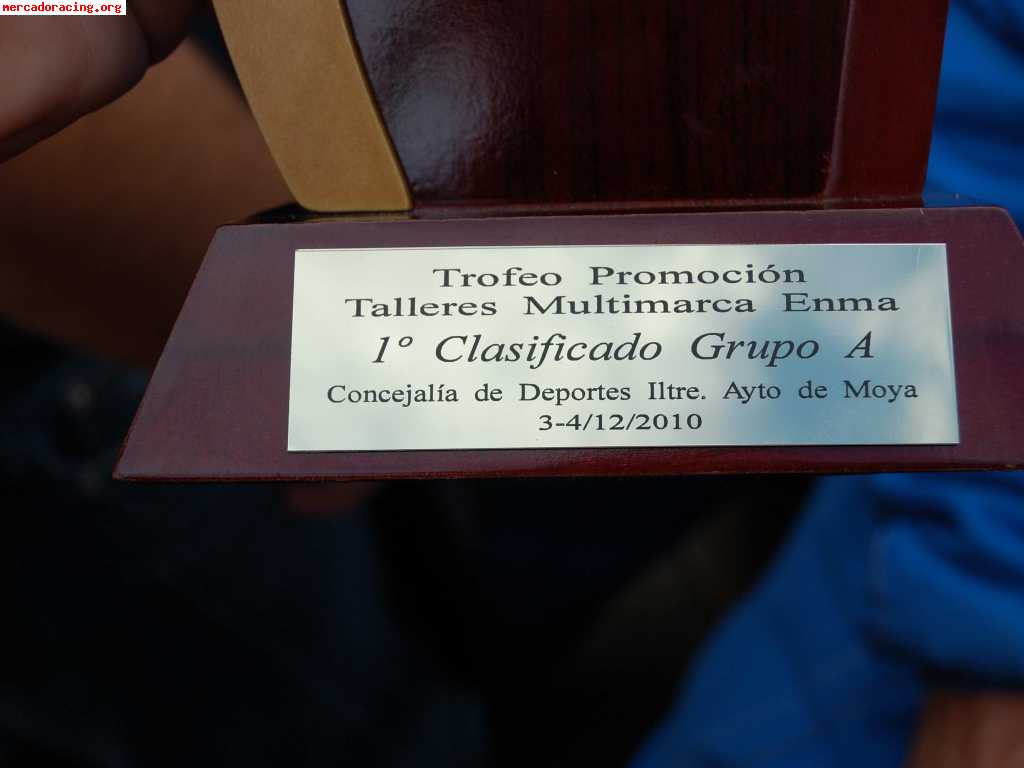 mercadoracing.org
Trofeo Promoción
Talleres Multimarca Enma
1º Clasificado Grupo A
Concejalía de Deportes Iltre. Ayto de Moya
3-4/12/2010